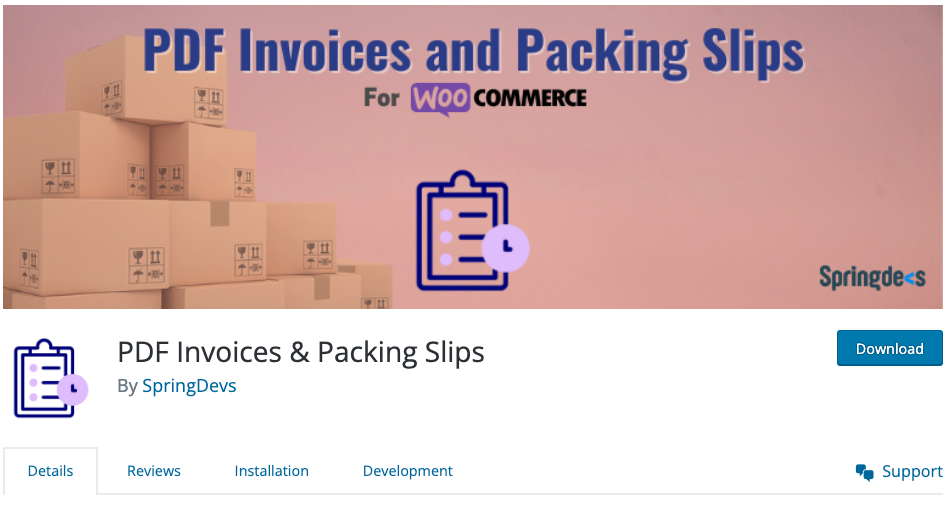 PDF Invoices and Packing Slips
For WOO COMMERCE
Springdevs
PDF Invoices & Packing Slips
Download
By SpringDevs
Details Reviews Installation Development Support